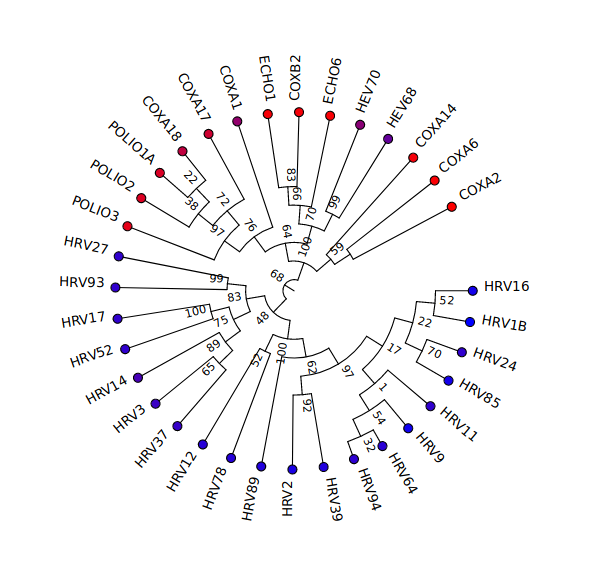 ECHO1
COXB2
ECHO6
HEV70
HEV68
COXA14
COXA6
COXA2
COXA1
COXA17
COXA18
POLIO1A
POLIO2
POLIO3
HRV27
HRV93
HRV17
HRV52
HRV14
HRV3
HRV37
HRV12
HRV78
HRV89
HRV2
HRV39
HRV94
HRV64
HRV9
HRV11
HRV85
HRV24
HRV1B
HRV16
83
66
70
99
64
100
59
22
38
72
97
76
68
99
83
100
75
89
65
48
52
100
62
92
97
17
22
52
70
1
54
32